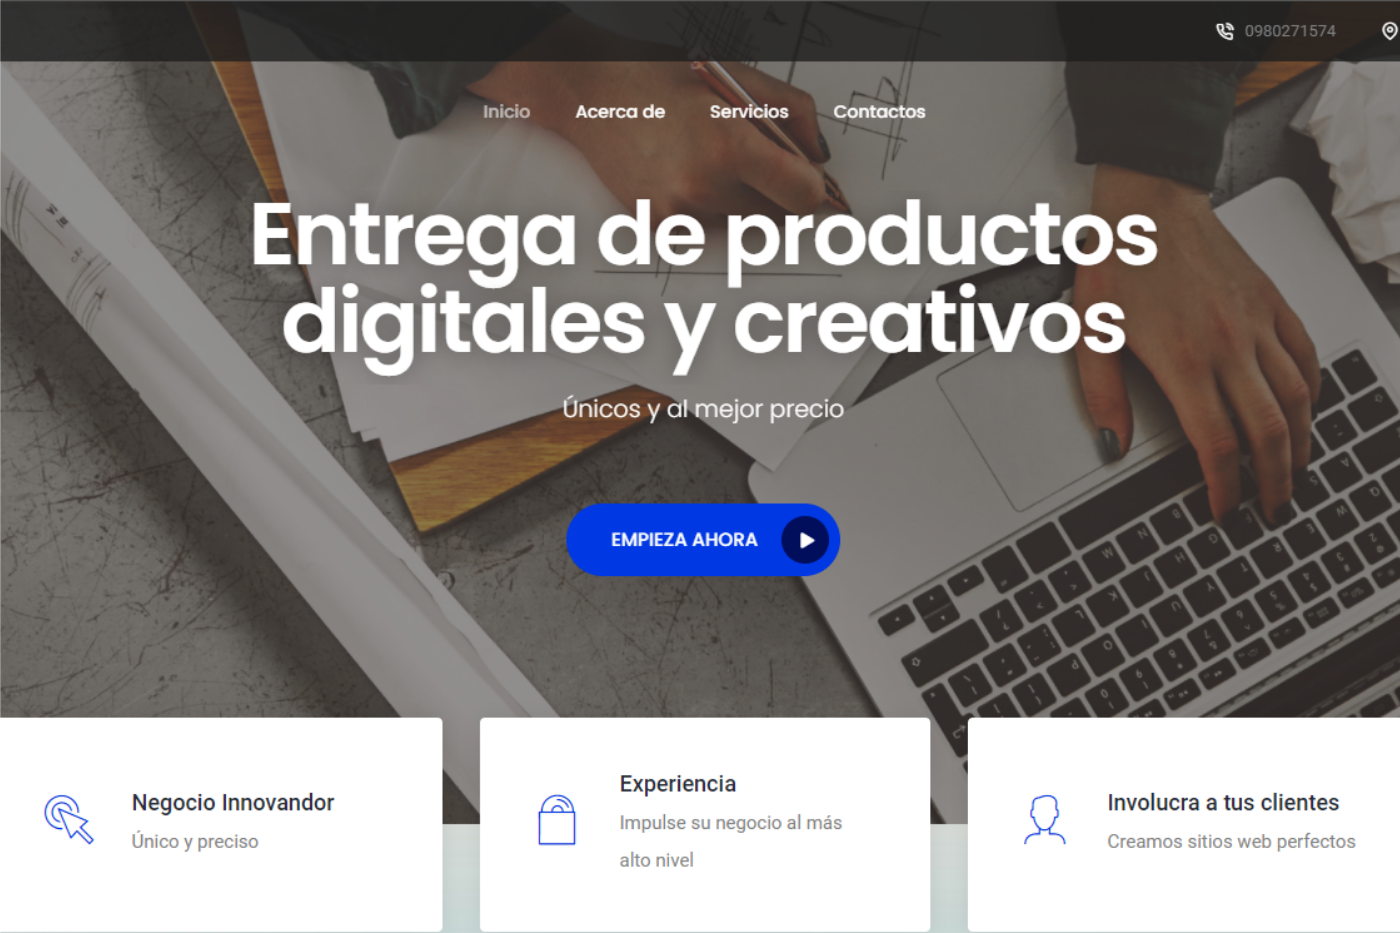 0980271574
Inicio Acerca de Servicios Contactos
Entrega de productos
digitales y creativos
Únicos y al mejor precio
EMPIEZA AHORA
Negocio Innovandor
Único y preciso
Experiencia
Impulse su negocio al más
alto nivel
Involucra a tus clientes
Creamos sitios web perfectos